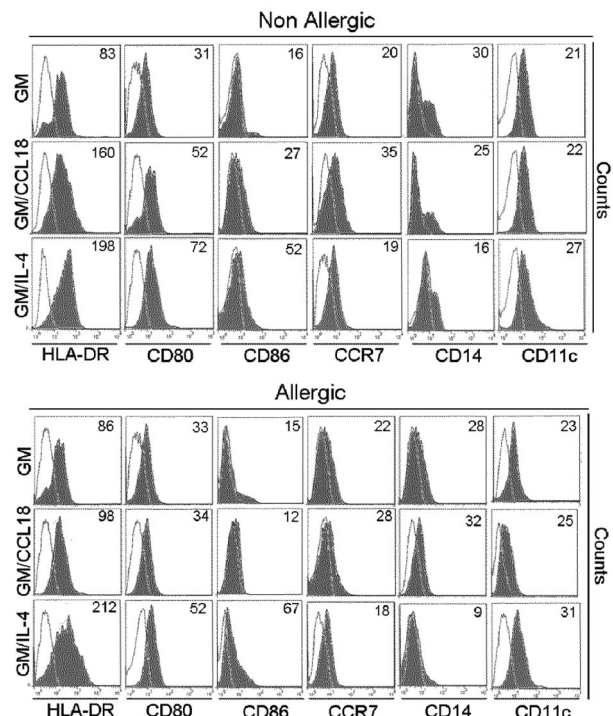 Non Allergic
GM 83 31 16 20 30 21
GM/CCL18 160 52 27 35 25 22
GM/IL-4 198 72 52 19 16 27
Counts
HLA-DR CD80 CD86 CCR7 CD14 CD11c
Allergic
GM 86 33 15 22 28 23
GM/CCL18 98 34 12 28 32 25
GM/IL-4 212 52 67 18 9 31
Counts
HLA-DR CD80 CD86 CCR7 CD14 CD11c